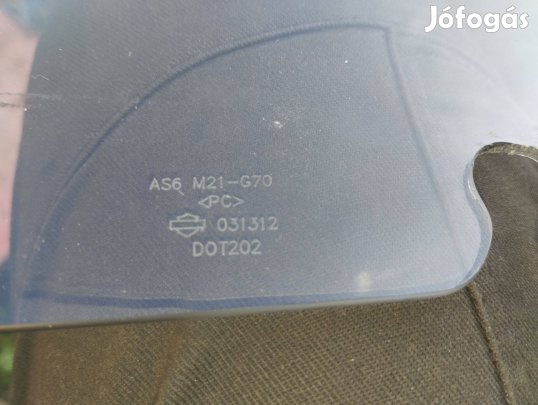 Jófogás
AS6 M21-G70
<PC>
031312
DOT202